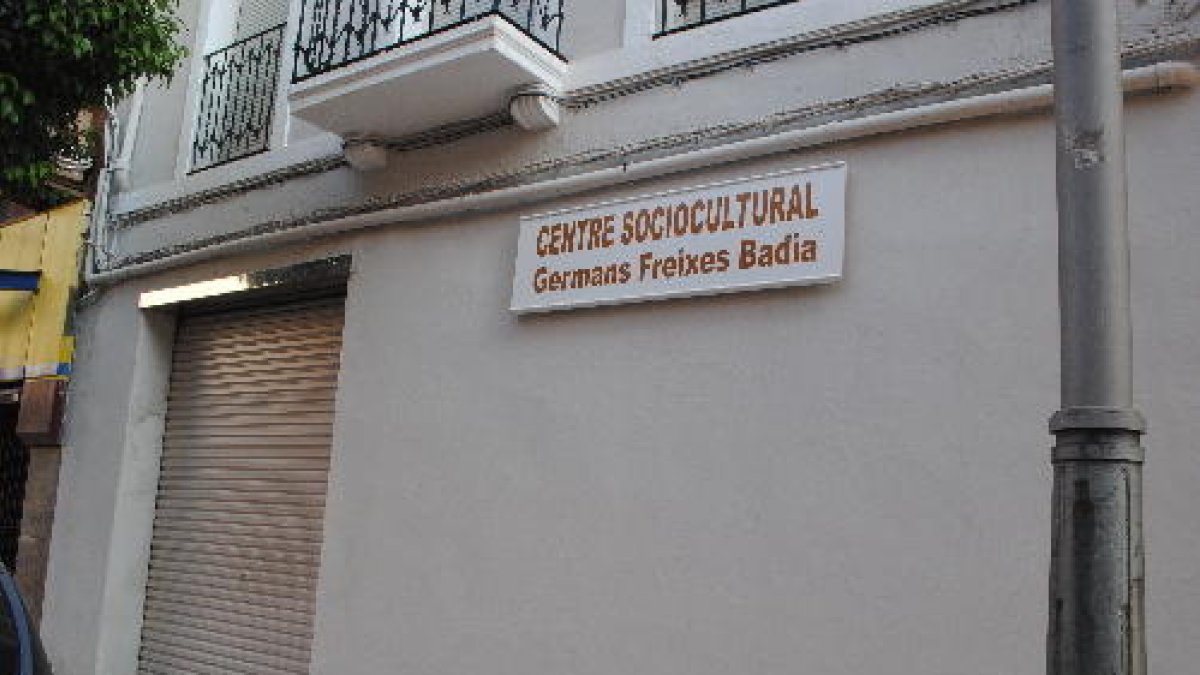 CENTRE SOCIOCULTURAL
Germans Freixes Badia